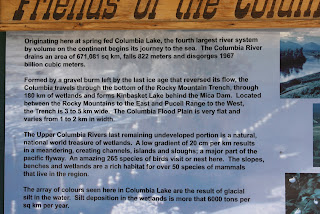 Friends of the Colum
Originating here at spring fed Columbia Lake, the fourth largest river system
by volume on the continent begins its journey to the sea. The Columbia River
drains an area of 671,081 sq km, falls 822 meters and disgorges 1967
billion cubic meters.
Formed by a gravel burm left by the last ice age that reversed its flow, the
Columbia travels through the bottom of the Rocky Mountain Trench, through
180 km of wetlands and forms Kinbasket Lake behind the Mica Dam. Located
between the Rocky Mountains to the East and Pucell Range to the West,
the Trench is 3 to 5 km wide. The Columbia Flood Plain is very flat and
varies from 1 to 2 km in width.
The Upper Columbia Rivers last remaining undeveloped portion is a natural,
national world treasure of wetlands. A low gradient of 20 cm per km results
in a meandering, creating channels, islands and sloughs; a major part of the
pacific flyway. An amazing 265 species of birds visit or nest here. The slopes,
benches and wetlands are a rich habitat for over 50 species of mammals
that live in the region.
The array of colours seen here in Columbia Lake are the result of glacial
silt in the water. Silt deposition in the wetlands is more that 6000 tons per
sq km per year.